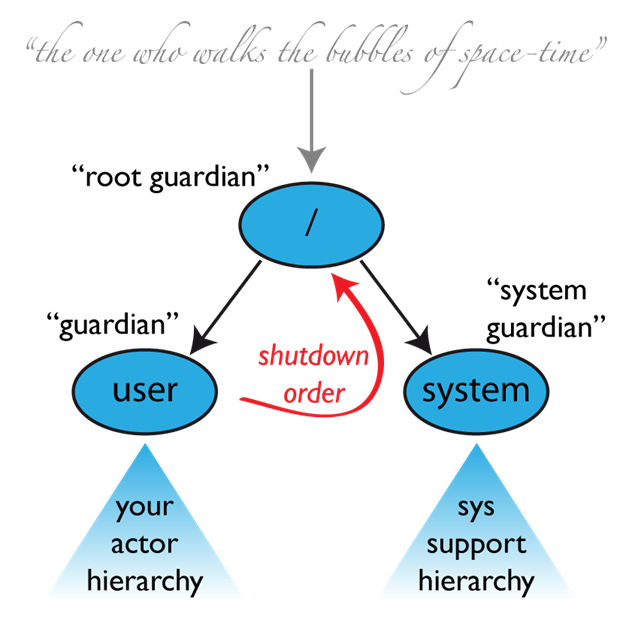 “the one who walks the bubbles of space-time”
“root guardian”
/
“guardian”
“system
guardian”
shutdown
order
user
system
your
actor
hierarchy
sys
support
hierarchy